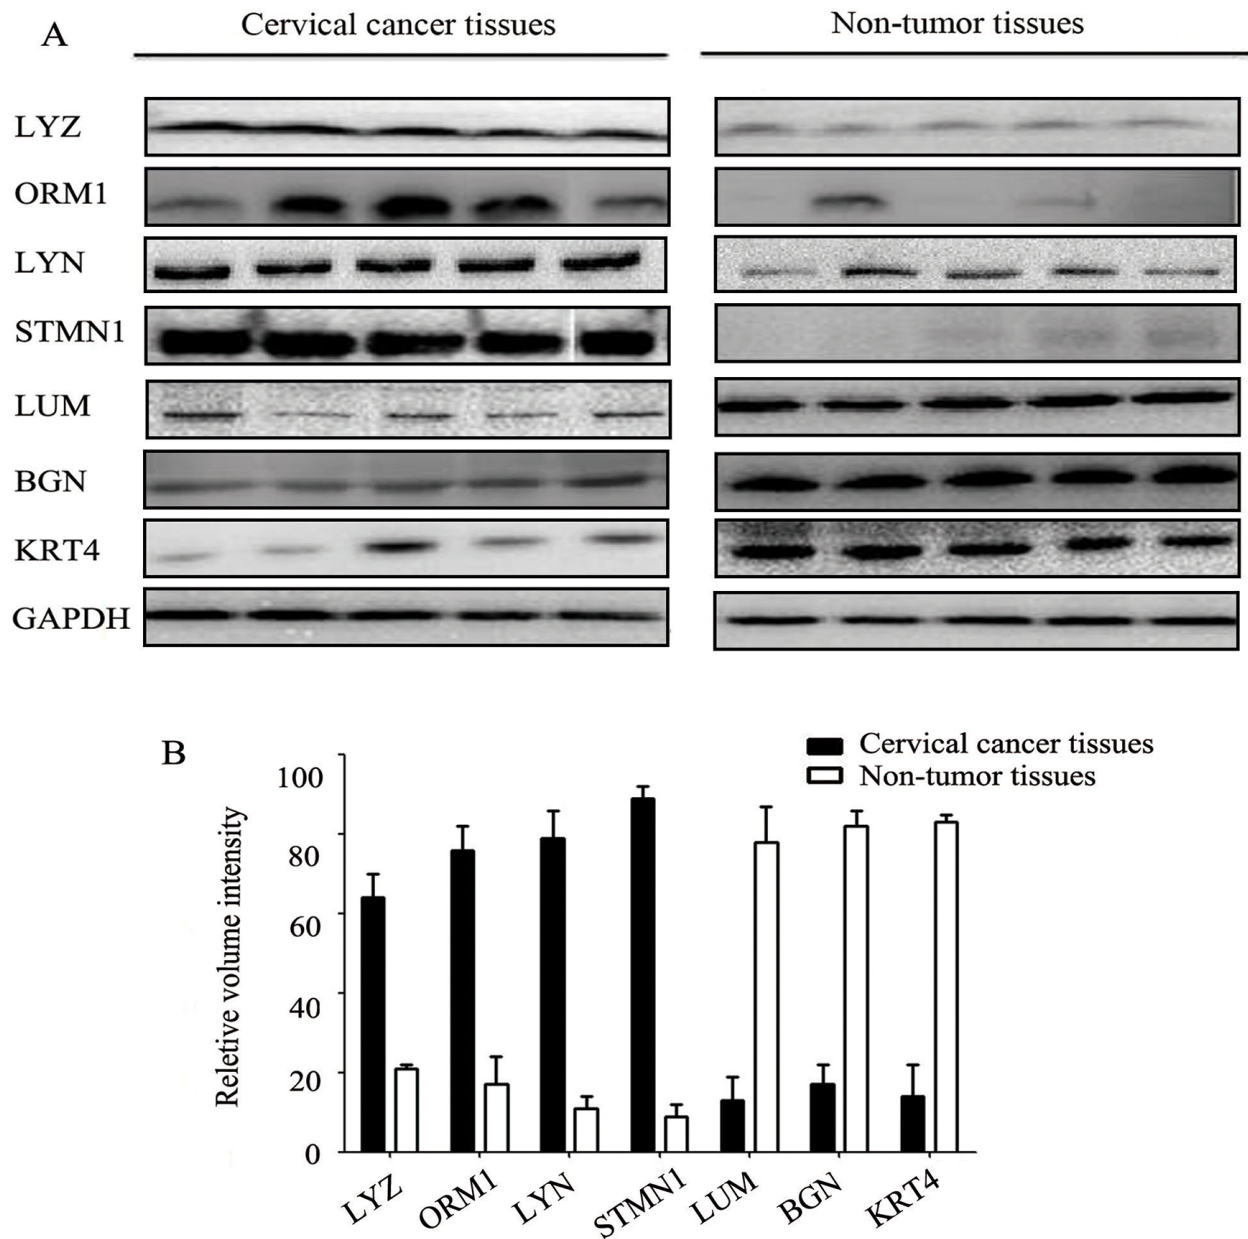 A
Cervical cancer tissues
Non-tumor tissues
LYZ
ORM1
LYN
STMN1
LUM
BGN
KRT4
GAPDH
B
Cervical cancer tissues
Non-tumor tissues
Reletive volume intensity
100
80
60
40
20
0
LYZ
ORM1
LYN
STMN1
LUM
BGN
KRT4